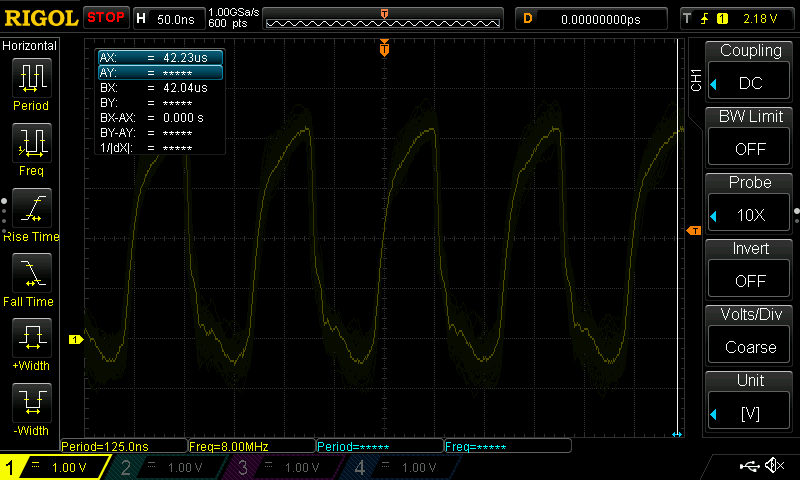 RIGOL STOP H 50.0ns 1.00GSa/s 600 pts T D 0.00000000ps T 1 2.18 V
Horizontal
Period
Freq
Rise Time
Fall Time
+Width
-Width
AX: = 42.23us
AY: = *****
BX: = 42.04us
BY: = *****
BX-AX: = 0.000 s
BY-AY: = *****
1/|dX|: = *****
T
1
T
CH1
Coupling
DC
BW Limit
OFF
Probe
10X
Invert
OFF
Volts/Div
Coarse
Unit
[V]
Period=125.0ns Freq=8.00MHz Period=***** Freq=*****
1 = 1.00 V 2 = 1.00 V 3 = 1.00 V 4 = 1.00 V